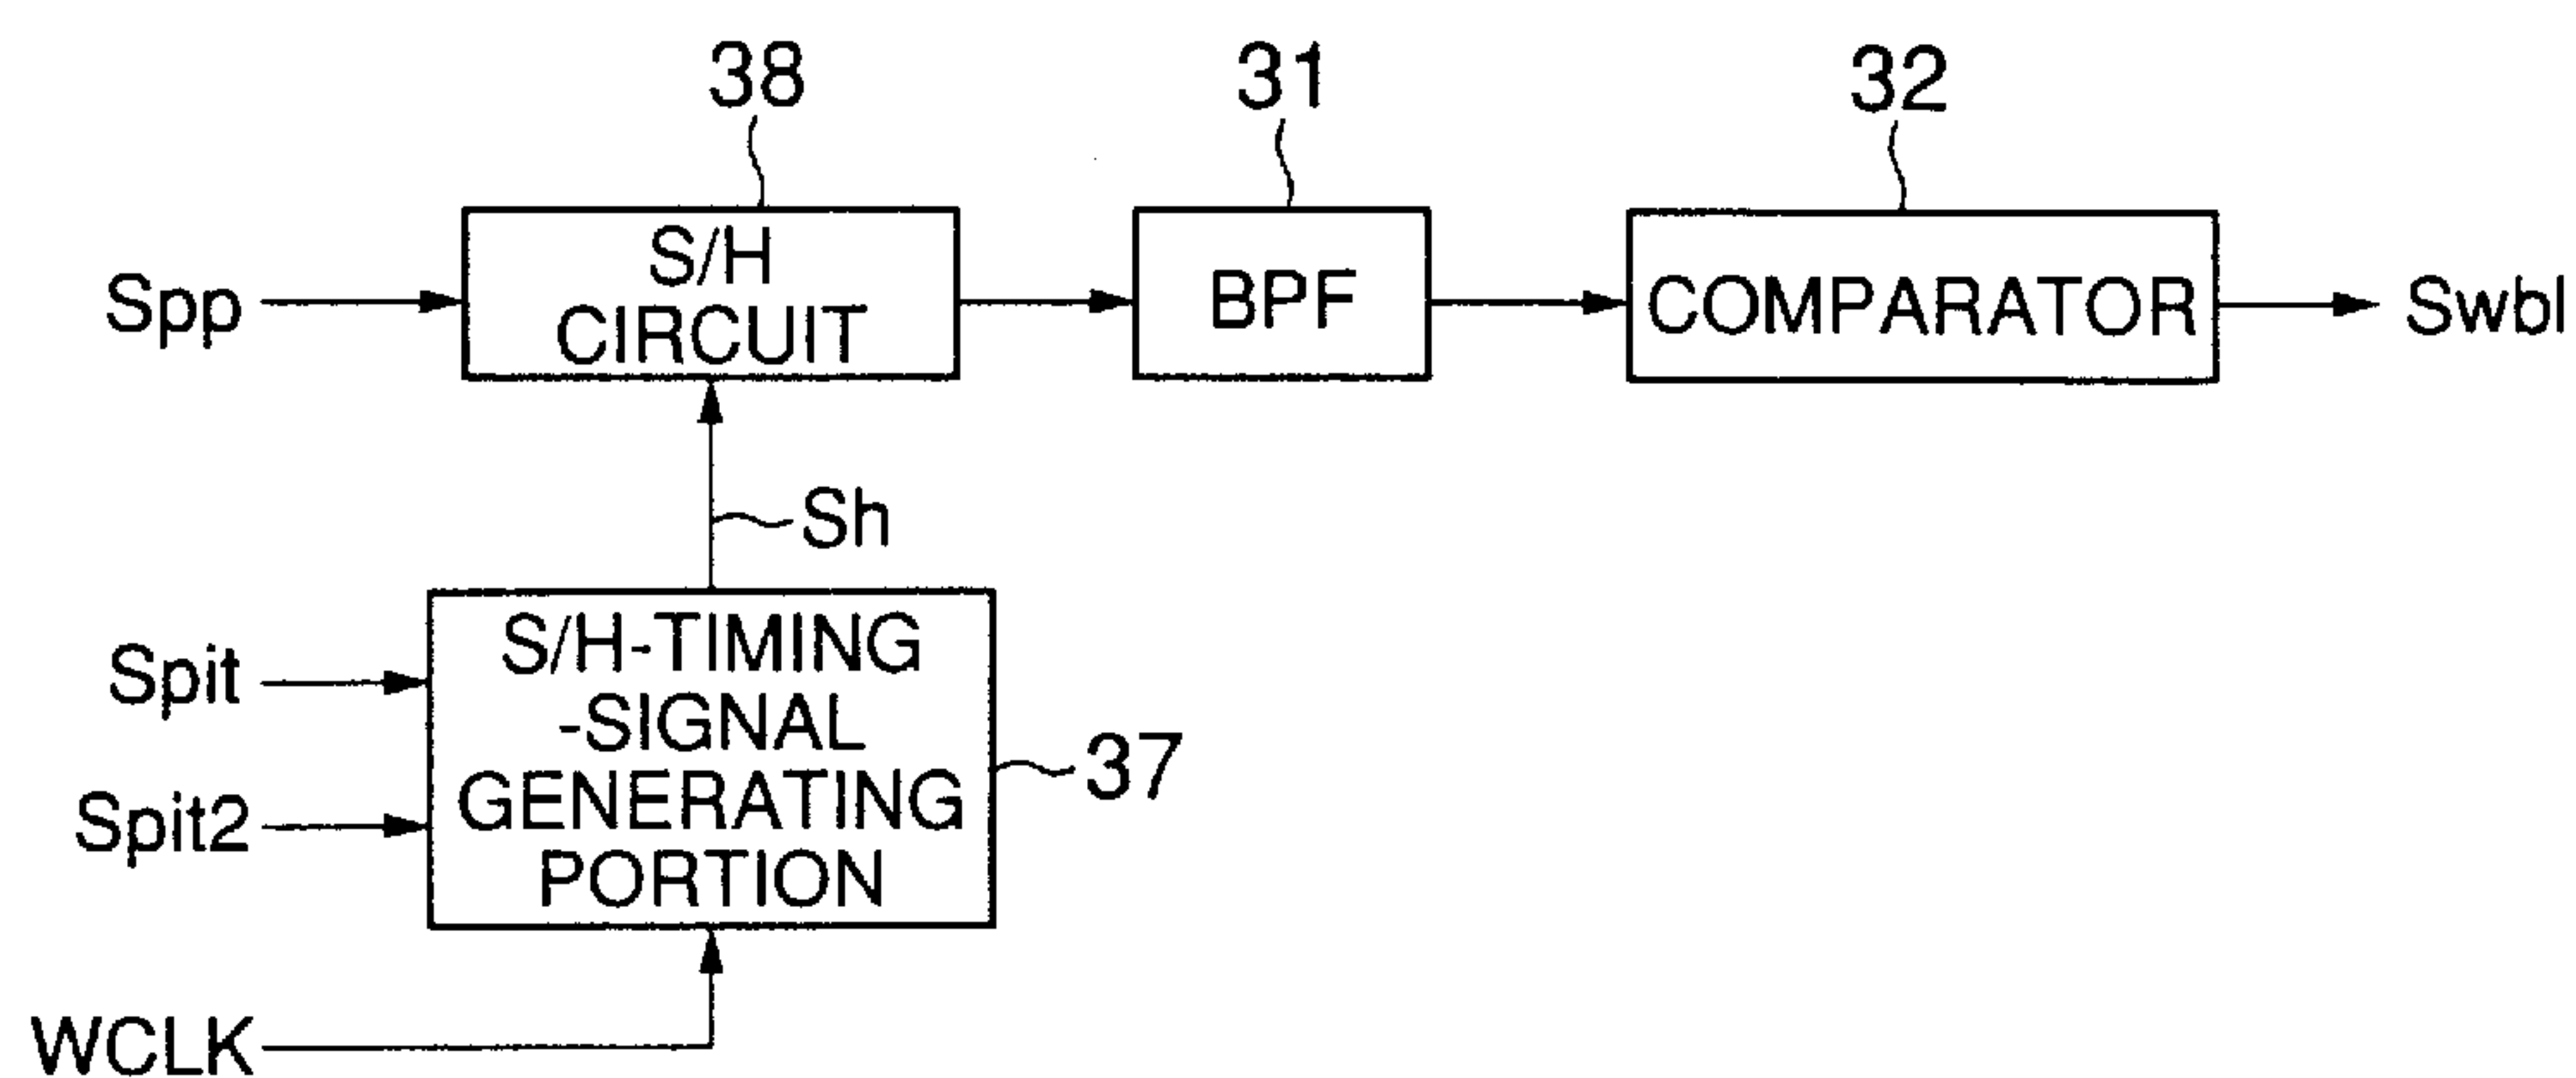 38
31
32
Spp
S/H
CIRCUIT
BPF
COMPARATOR
Swbl
Sh
Spit
Spit2
S/H-TIMING
-SIGNAL
GENERATING
PORTION
37
WCLK